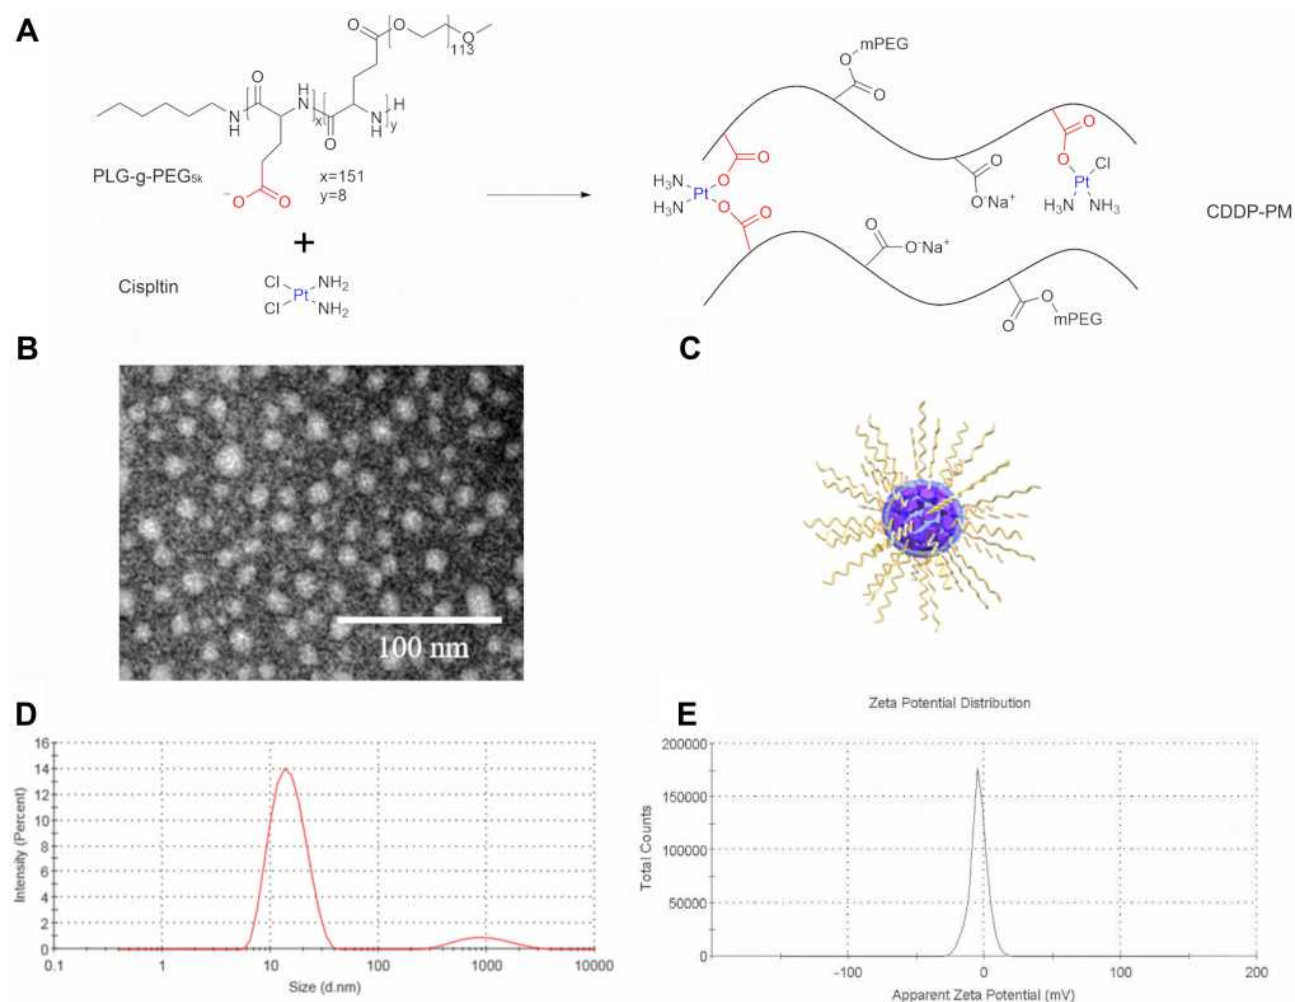 A
O
O
O
O
113
H
N
N
H
O
x
O
N
H
H
y
PLG-g-PEG5k
x=151
y=8
−
O
O
+
Cispltin
Cl
NH2
Pt
Cl
NH2
O
mPEG
O
O
H3N
O
Pt
H3N
O
O
O
O-Na+
O
O
Cl
Pt
H3N
NH3
CDDP-PM
O
O-Na+
O
O
mPEG
B
100 nm
C
D
16
14
12
10
8
6
4
2
0
0.1
1
10
100
1000
10000
Intensity (Percent)
Size (d.nm)
E
Zeta Potential Distribution
200000
150000
100000
50000
0
-100
0
100
200
Total Counts
Apparent Zeta Potential (mV)